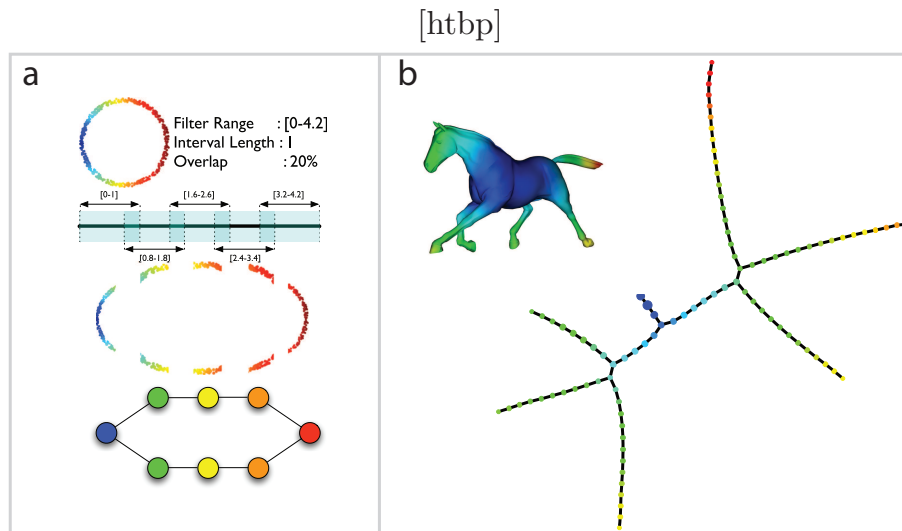 [htbp]
a
b
Filter Range : [0-4.2]
Interval Length : 1
Overlap : 20%
[0-1]
[1.6-2.6]
[3.2-4.2]
[0.8-1.8]
[2.4-3.4]